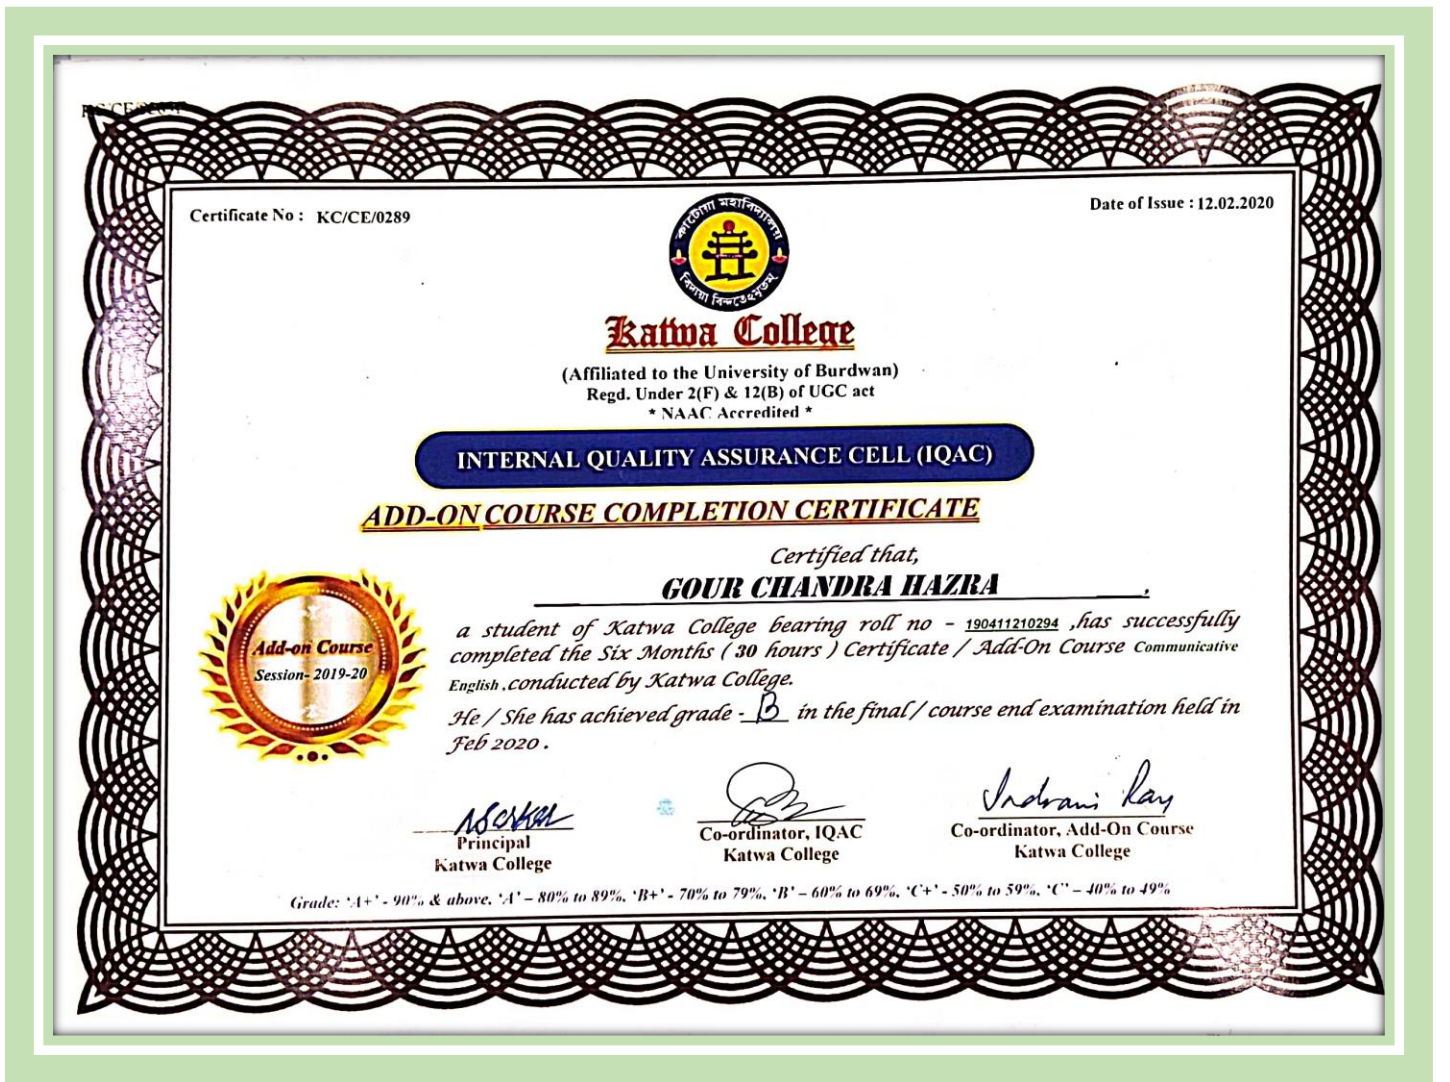 Certificate No : KC/CE/0289
Date of Issue : 12.02.2020
কাটোয়া মহাবিদ্যালয়
বিদ্যয়া বিন্দতেঽমৃতম্
Katwa College
(Affiliated to the University of Burdwan)
Regd. Under 2(F) & 12(B) of UGC act
* NAAC Accredited *
INTERNAL QUALITY ASSURANCE CELL (IQAC)
ADD-ON COURSE COMPLETION CERTIFICATE
Certified that,
GOUR CHANDRA HAZRA .
a student of Katwa College bearing roll no - 190411210294 ,has successfully
completed the Six Months ( 30 hours ) Certificate / Add-On Course Communicative
English ,conducted by Katwa College.
He / She has achieved grade - B in the final / course end examination held in
Feb 2020 .
Add-on Course
Session- 2019-20
Indrani Ray
Principal
Katwa College
Co-ordinator, IQAC
Katwa College
Co-ordinator, Add-On Course
Katwa College
Grade: 'A+' - 90% & above, 'A' – 80% to 89%, 'B+' - 70% to 79%, 'B' – 60% to 69%, 'C+' - 50% to 59%, 'C' – 40% to 49%